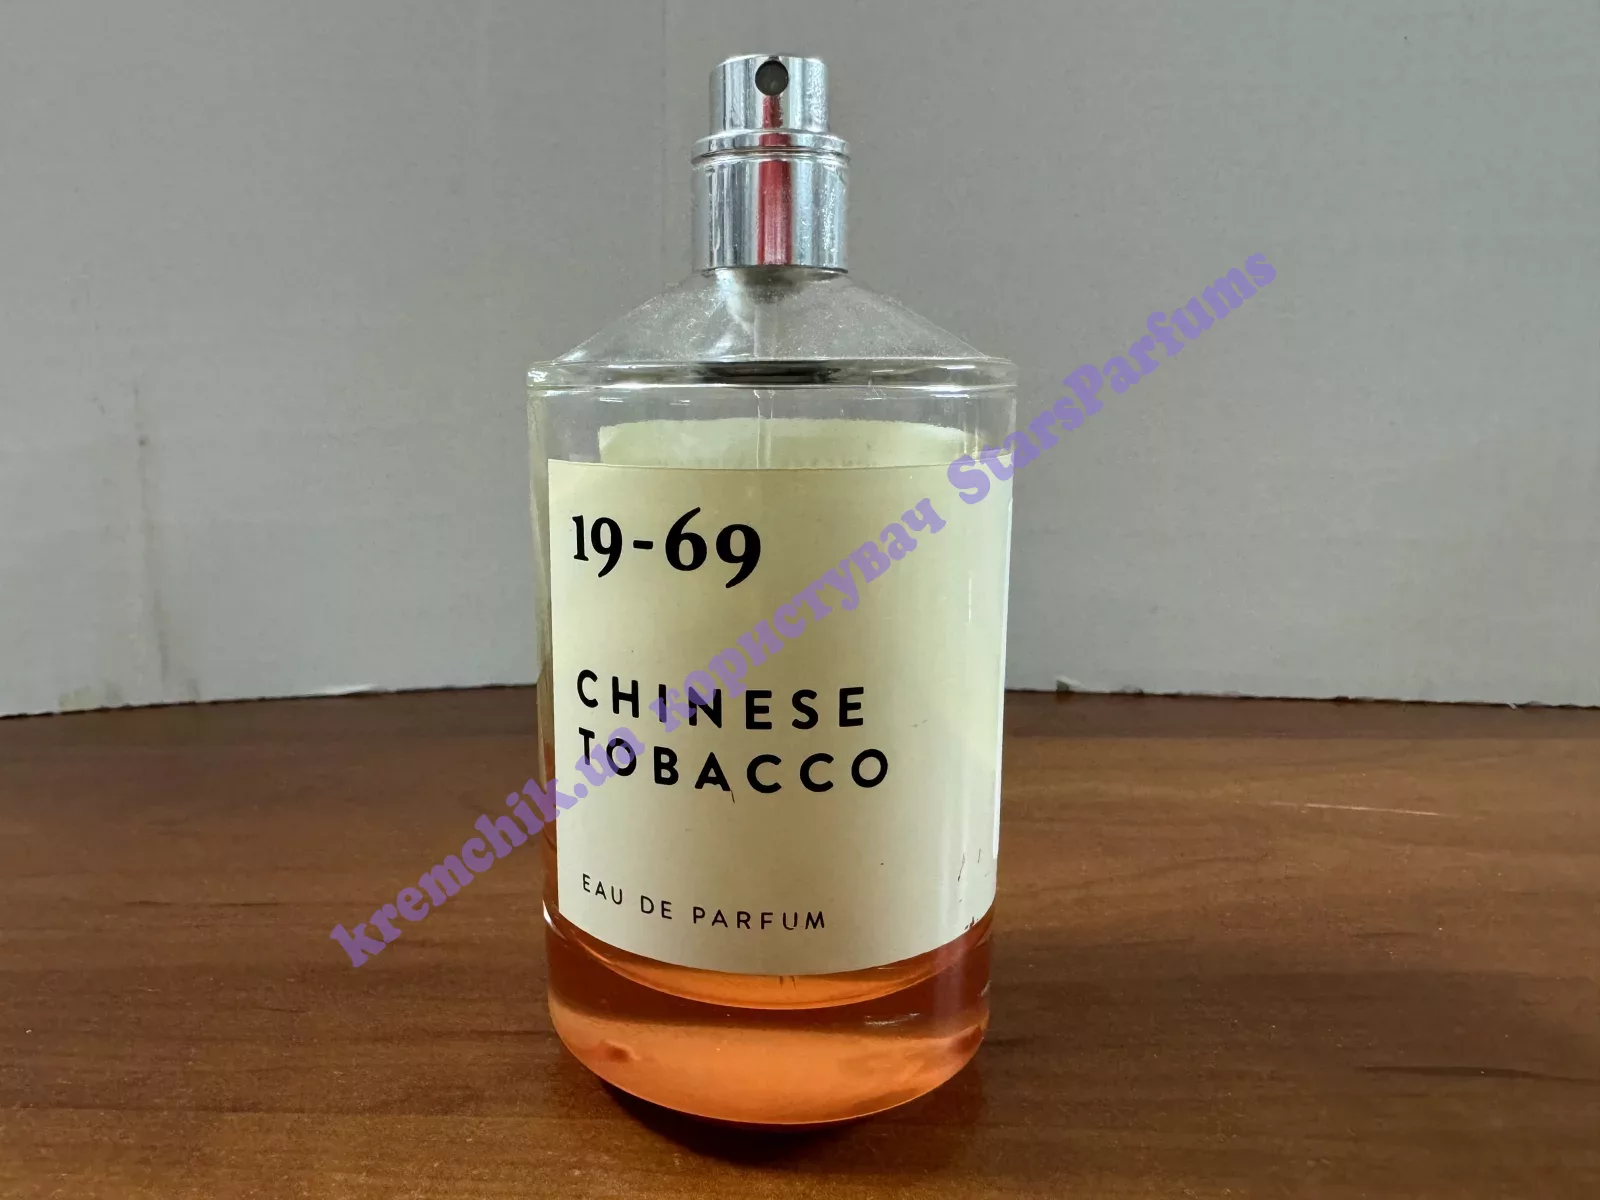 19-69
CHINESE
TOBACCO
EAU DE PARFUM
kremchik.ua користувач StarsParfums